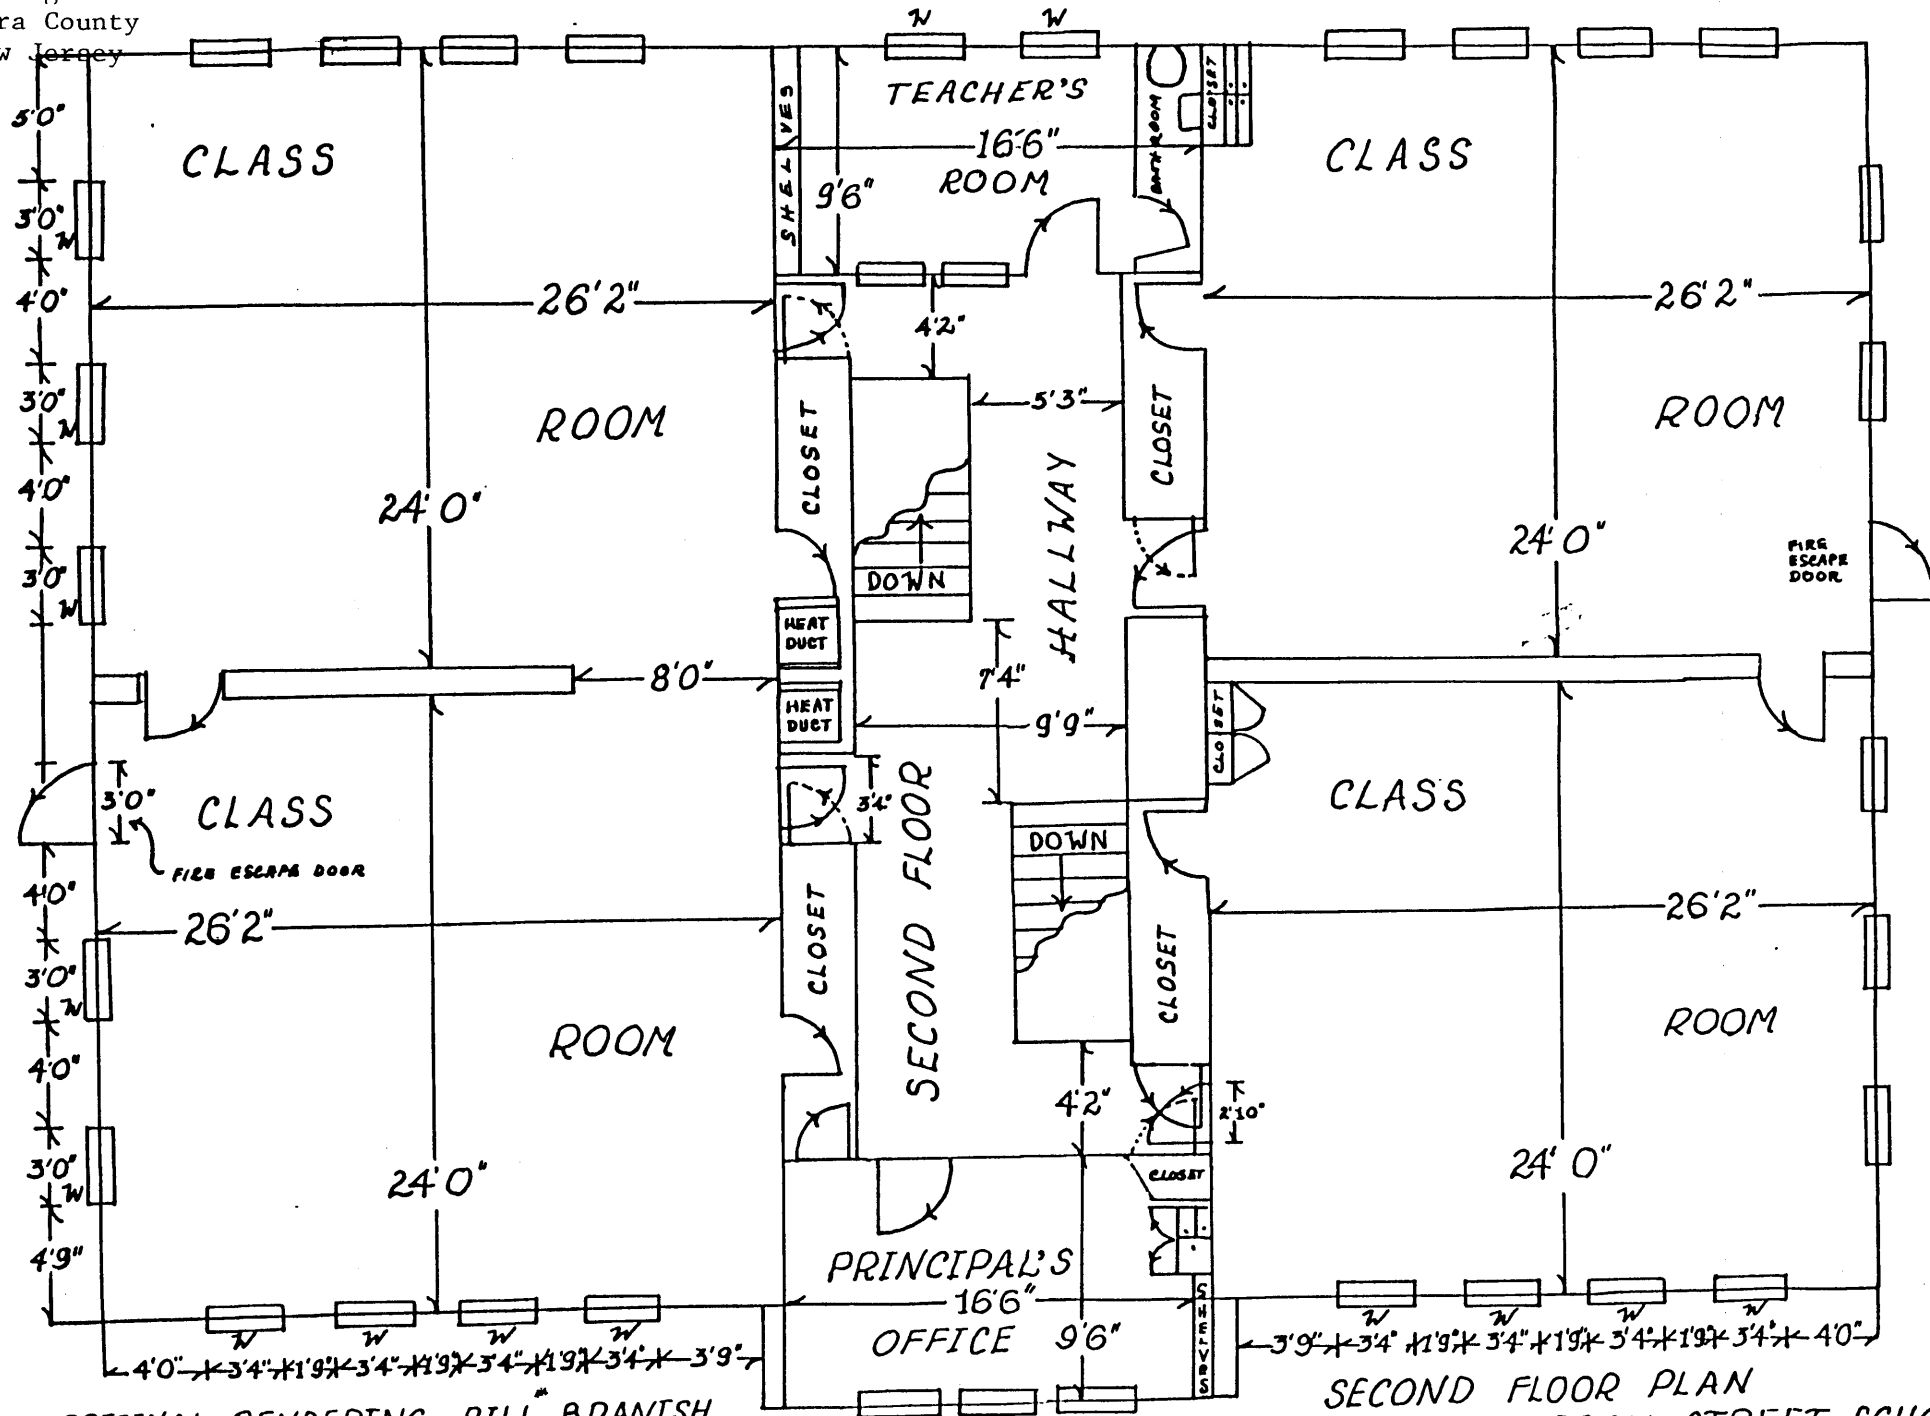 ra County
w Jersey
W W
5'0"
3'0"
W
4'0"
3'0"
W
4'0"
3'0"
W
CLASS
26'2"
ROOM
24'0"
SHELVES
TEACHER'S
16'6"
ROOM
9'6"
BATHROOM
CLOSET
CLASS
26'2"
ROOM
24'0"
FIRE
ESCAPE
DOOR
4'2"
5'3"
CLOSET
CLOSET
DOWN
HALLWAY
HEAT
DUCT
HEAT
DUCT
8'0"
7'4"
9'9"
3'4"
3'0"
FIRE ESCAPE DOOR
CLASS
26'2"
ROOM
24'0"
4'0"
3'0"
W
4'0"
3'0"
W
4'9"
CLOSET
SECOND FLOOR
DOWN
CLOSET
CLOSET
CLOSET
4'2"
2'10"
CLOSET
CLASS
26'2"
ROOM
24'0"
PRINCIPAL'S
16'6"
OFFICE 9'6"
SHELVES
W W W W
4'0" 3'4" 1'9" 3'4" 1'9" 3'4" 1'9" 3'4" 3'9"
W W W W
3'9" 3'4" 1'9" 3'4" 1'9" 3'4" 1'9" 3'4" 4'0"
SECOND FLOOR PLAN
RENDERING BILL BRANISH
STREET